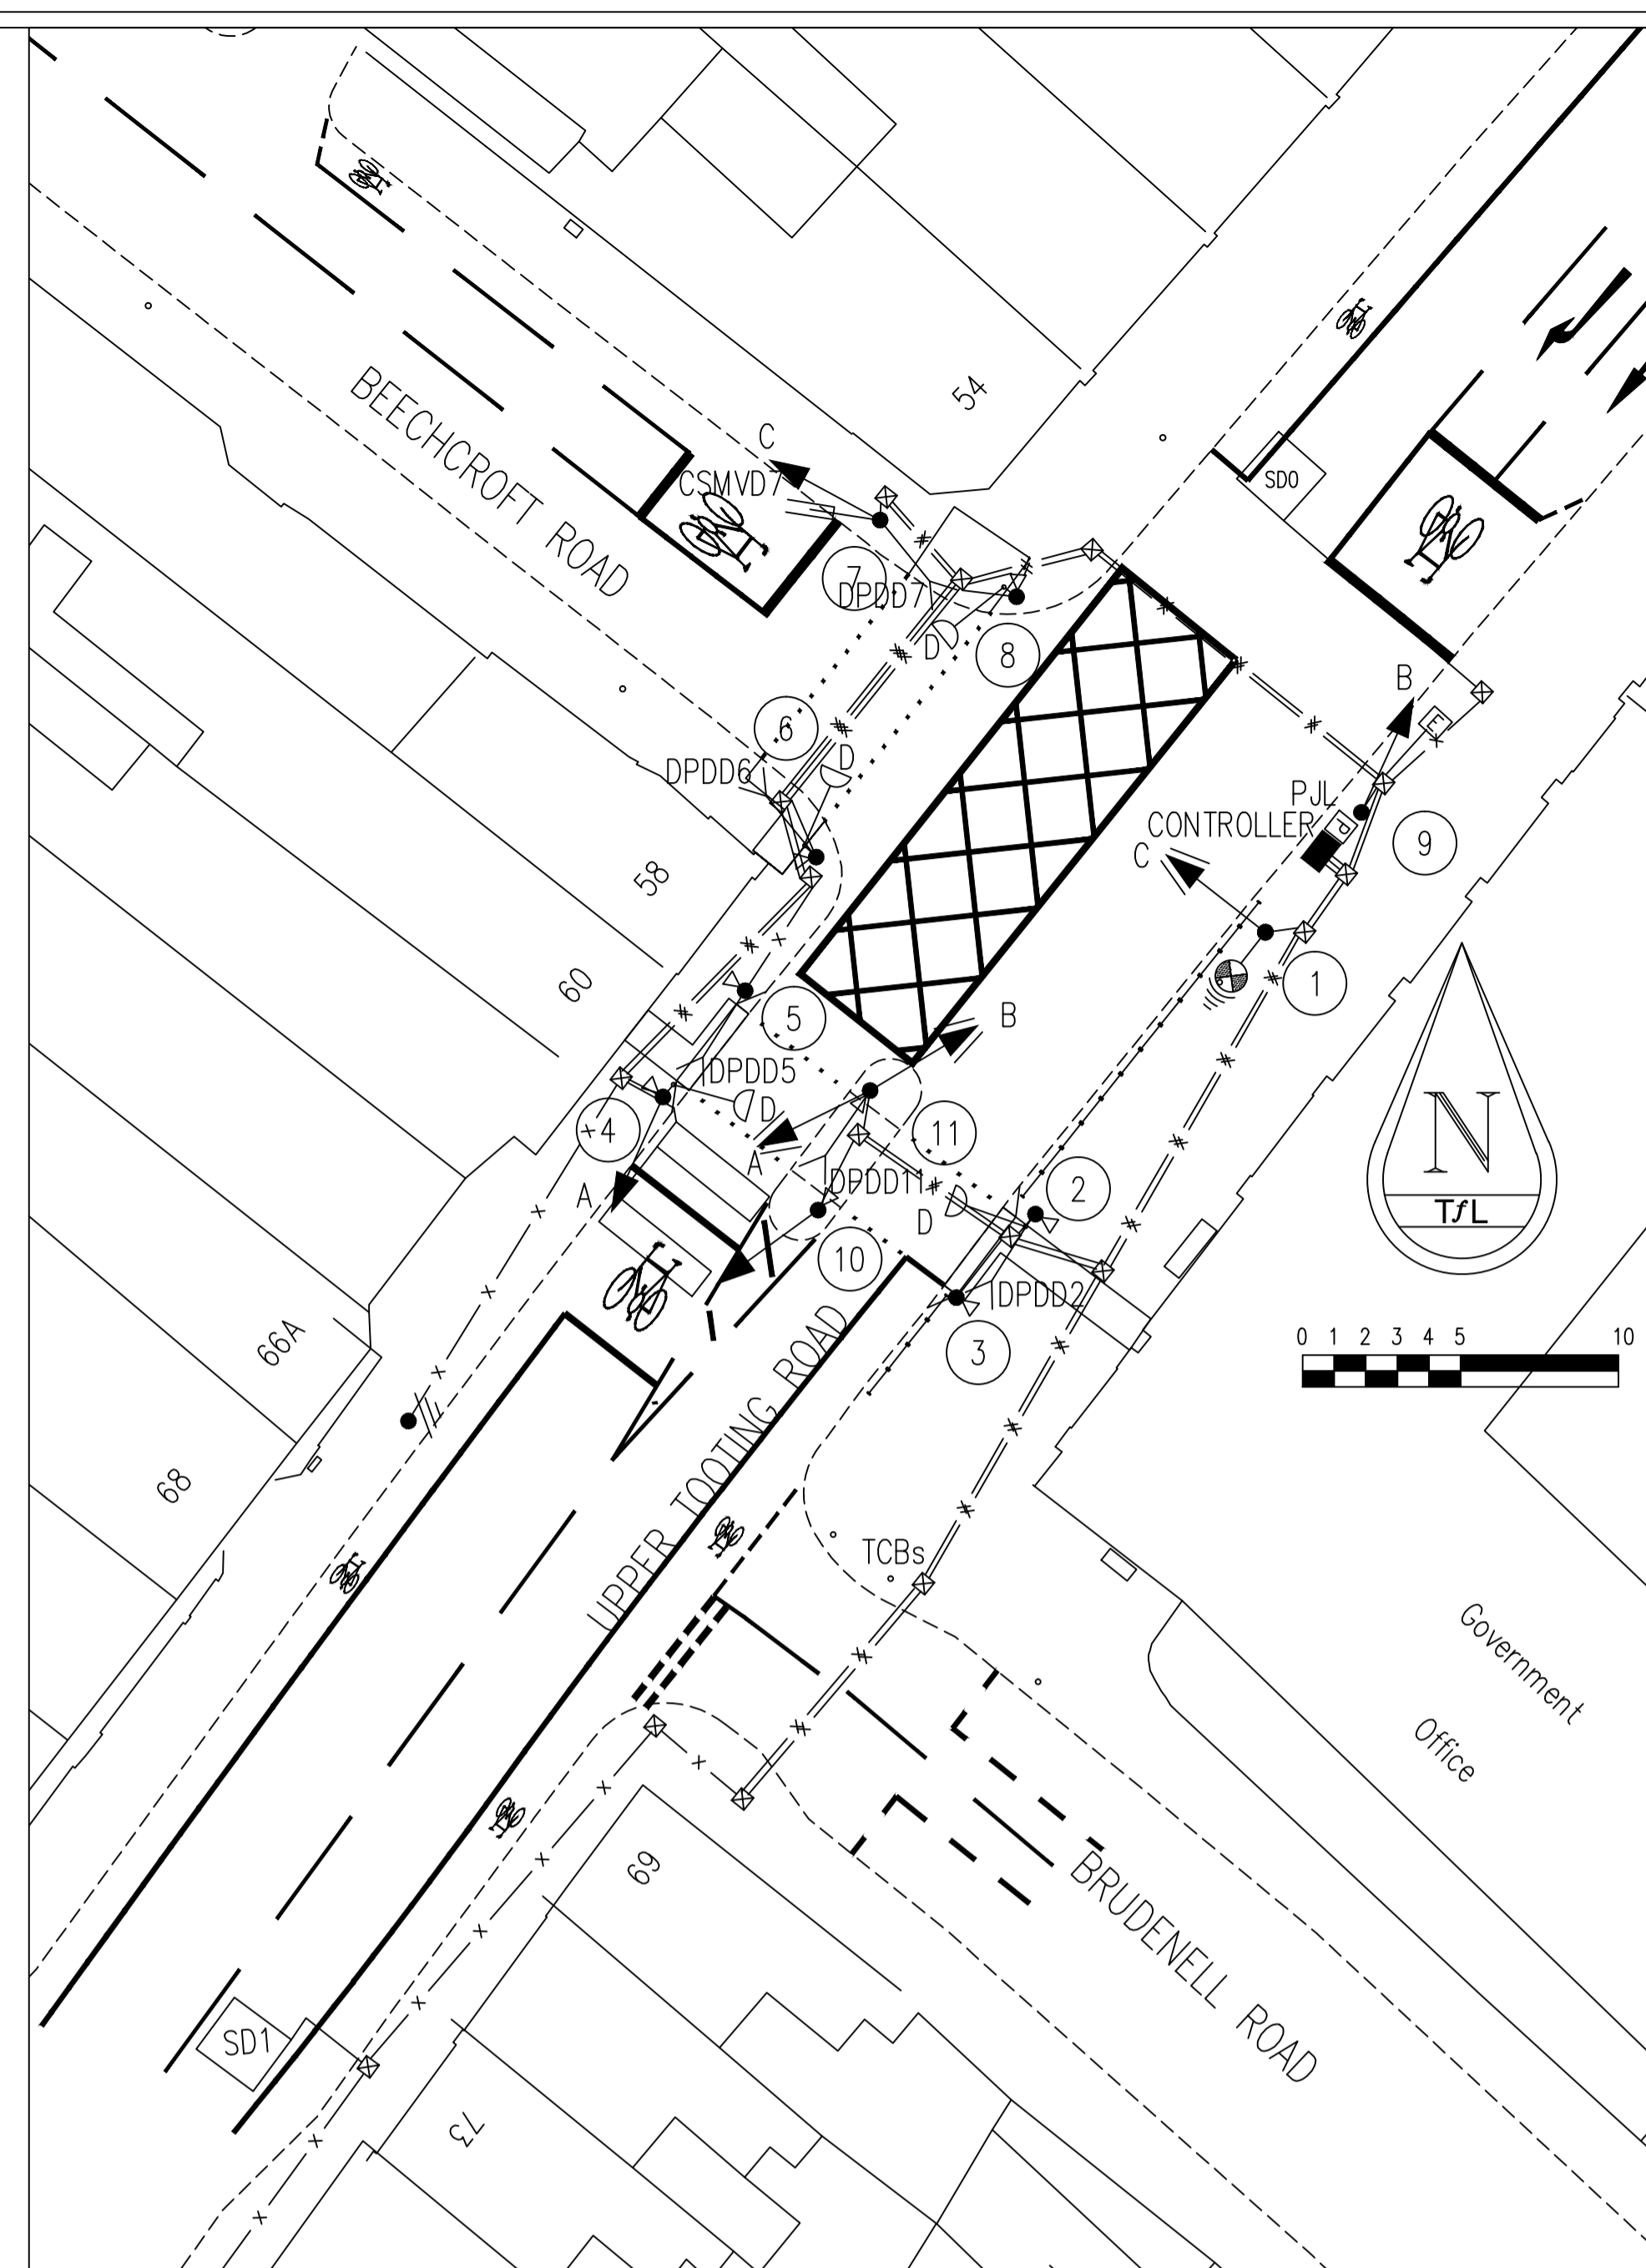 BEECHCROFT ROAD
54
SD0
C
CSMVD7
7
DPDD7
D
8
6
D
DPDD6
B
E
PJL
P
CONTROLLER
9
C
58
60
5
1
B
DPDD5
D
4
A
11
A
DPDD11
2
D
10
DPDD2
3
N
TfL
0 1 2 3 4 5 10
66A
68
UPPER TOOTING ROAD
TCBs
Government
Office
69
BRUDENELL ROAD
SD1
73